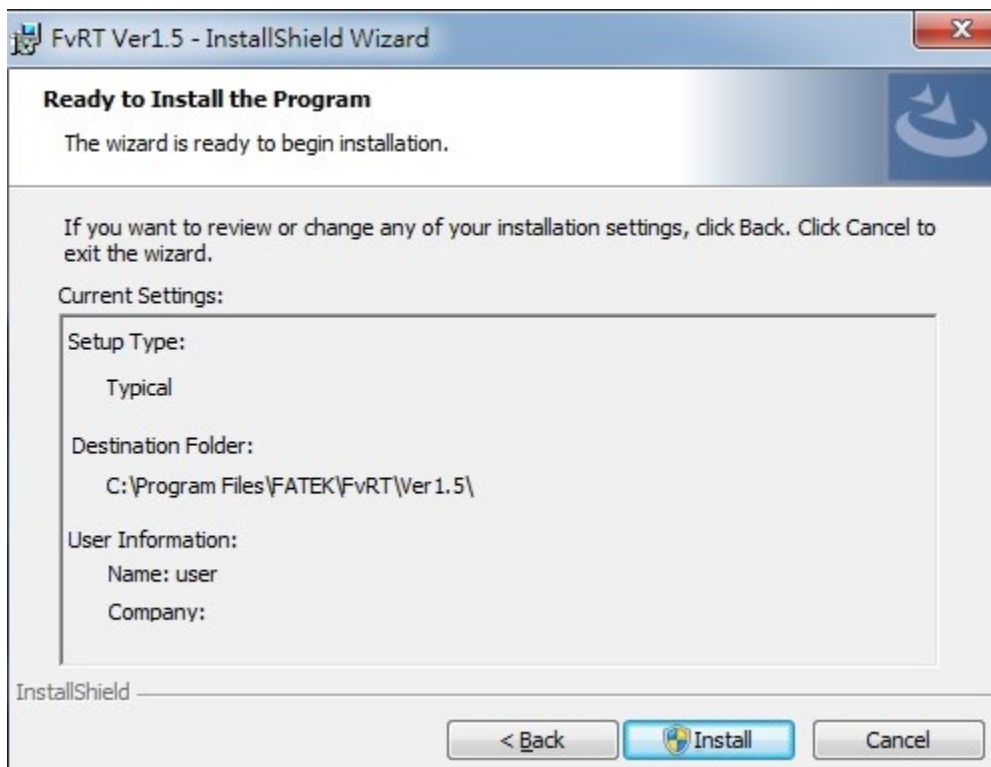 FvRT Ver1.5 - InstallShield Wizard
Ready to Install the Program
The wizard is ready to begin installation.
If you want to review or change any of your installation settings, click Back. Click Cancel to
exit the wizard.
Current Settings:
Setup Type:
Typical
Destination Folder:
C:\Program Files\FATEK\FvRT\Ver1.5\
User Information:
Name: user
Company:
InstallShield
< Back
Install
Cancel